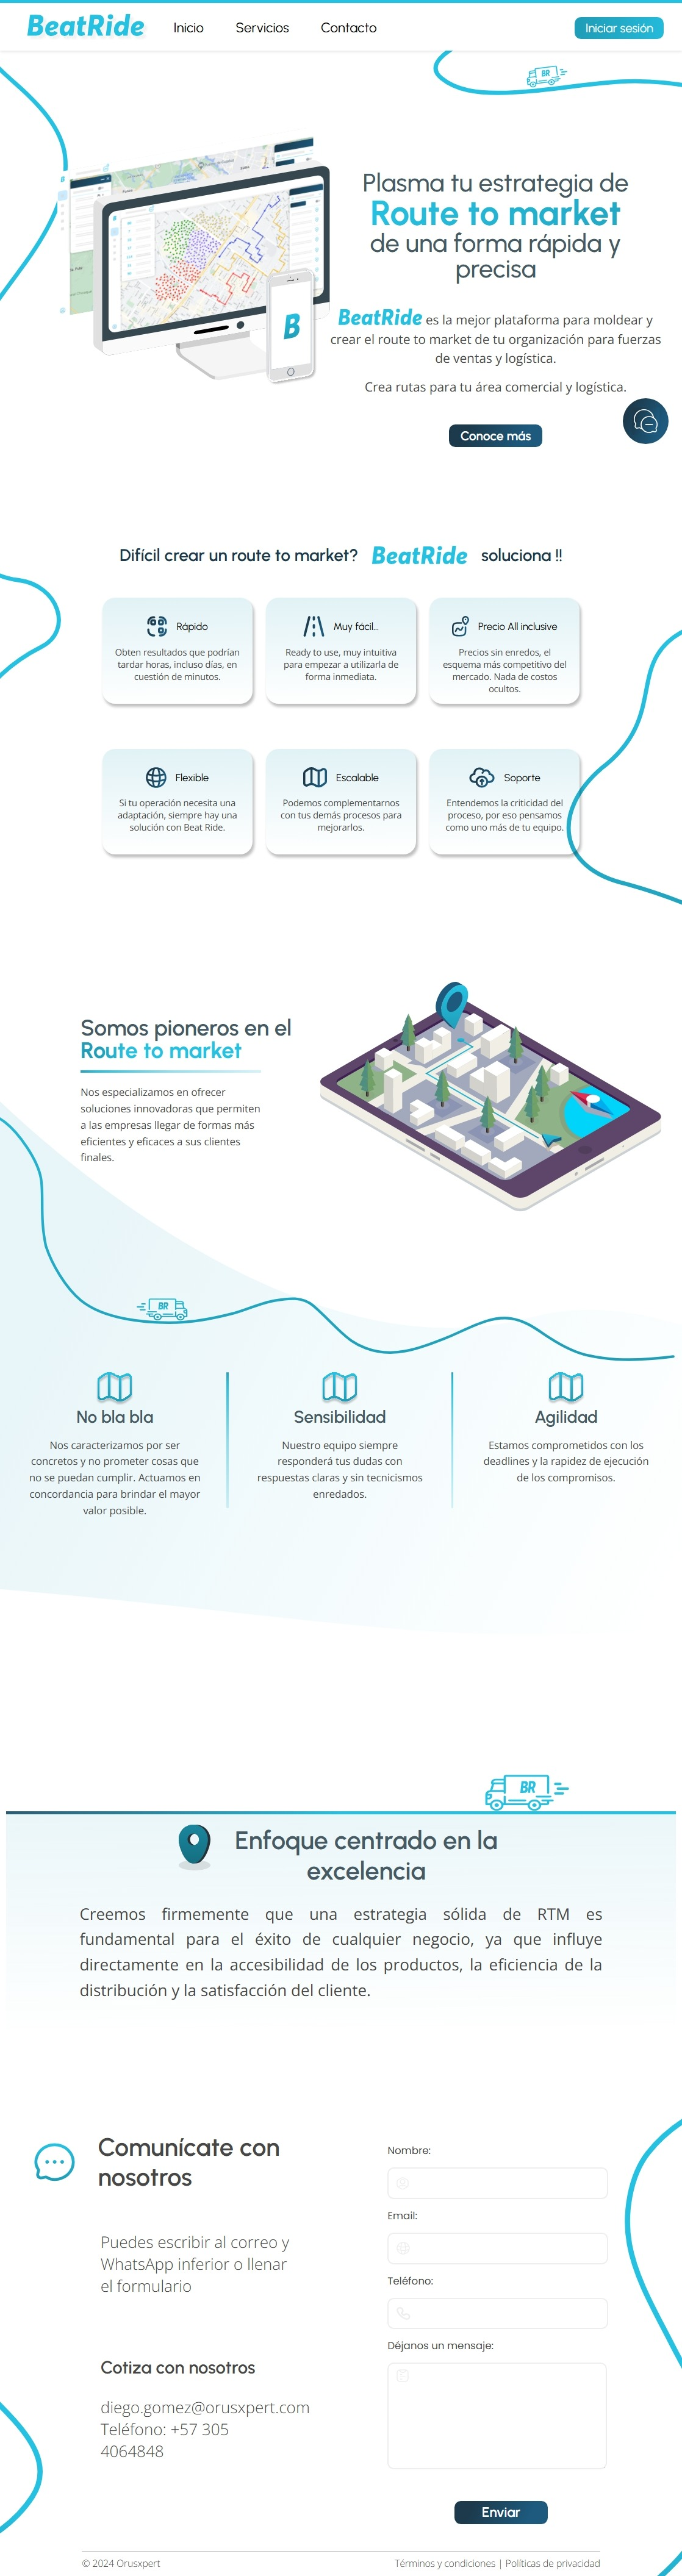 BeatRide
Inicio
Servicios
Contacto
Iniciar sesión
BR
Plasma tu estrategia de
Route to market
de una forma rápida y
precisa
B
BeatRide es la mejor plataforma para moldear y
crear el route to market de tu organización para fuerzas
de ventas y logística.
Crea rutas para tu área comercial y logística.
Conoce más
Difícil crear un route to market? BeatRide soluciona !!
Rápido
Obten resultados que podrían
tardar horas, incluso días, en
cuestión de minutos.
Muy fácil...
Ready to use, muy intuitiva
para empezar a utilizarla de
forma inmediata.
Precio All inclusive
Precios sin enredos, el
esquema más competitivo del
mercado. Nada de costos
ocultos.
Flexible
Si tu operación necesita una
adaptación, siempre hay una
solución con Beat Ride.
Escalable
Podemos complementarnos
con tus demás procesos para
mejorarlos.
Soporte
Entendemos la criticidad del
proceso, por eso pensamos
como uno más de tu equipo.
Somos pioneros en el
Route to market
Nos especializamos en ofrecer
soluciones innovadoras que permiten
a las empresas llegar de formas más
eficientes y eficaces a sus clientes
finales.
BR
No bla bla
Nos caracterizamos por ser
concretos y no prometer cosas que
no se puedan cumplir. Actuamos en
concordancia para brindar el mayor
valor posible.
Sensibilidad
Nuestro equipo siempre
responderá tus dudas con
respuestas claras y sin tecnicismos
enredados.
Agilidad
Estamos comprometidos con los
deadlines y la rapidez de ejecución
de los compromisos.
BR
Enfoque centrado en la
excelencia
Creemos firmemente que una estrategia sólida de RTM es
fundamental para el éxito de cualquier negocio, ya que influye
directamente en la accesibilidad de los productos, la eficiencia de la
distribución y la satisfacción del cliente.
Comunícate con
nosotros
Puedes escribir al correo y
WhatsApp inferior o llenar
el formulario
Cotiza con nosotros
diego.gomez@orusxpert.com
Teléfono: +57 305
4064848
Nombre:
Email:
Teléfono:
Déjanos un mensaje:
Enviar
© 2024 Orusxpert
Términos y condiciones | Políticas de privacidad